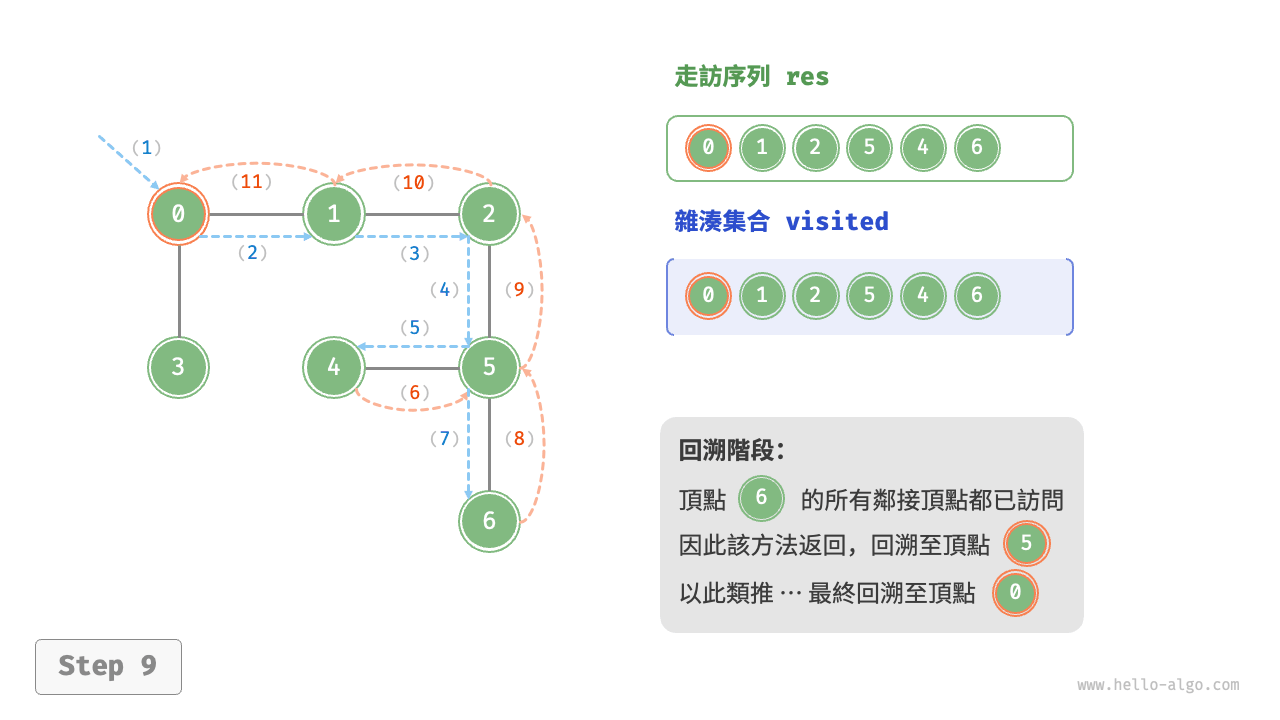 走訪序列 res
0 1 2 5 4 6
雜湊集合 visited
0 1 2 5 4 6
(1)
(11)
(10)
0
1
2
(2)
(3)
(4)
(9)
(5)
3
4
5
(6)
(7)
(8)
6
回溯階段：
頂點 6 的所有鄰接頂點都已訪問
因此該方法返回，回溯至頂點 5
以此類推 … 最終回溯至頂點 0
Step 9
www.hello-algo.com